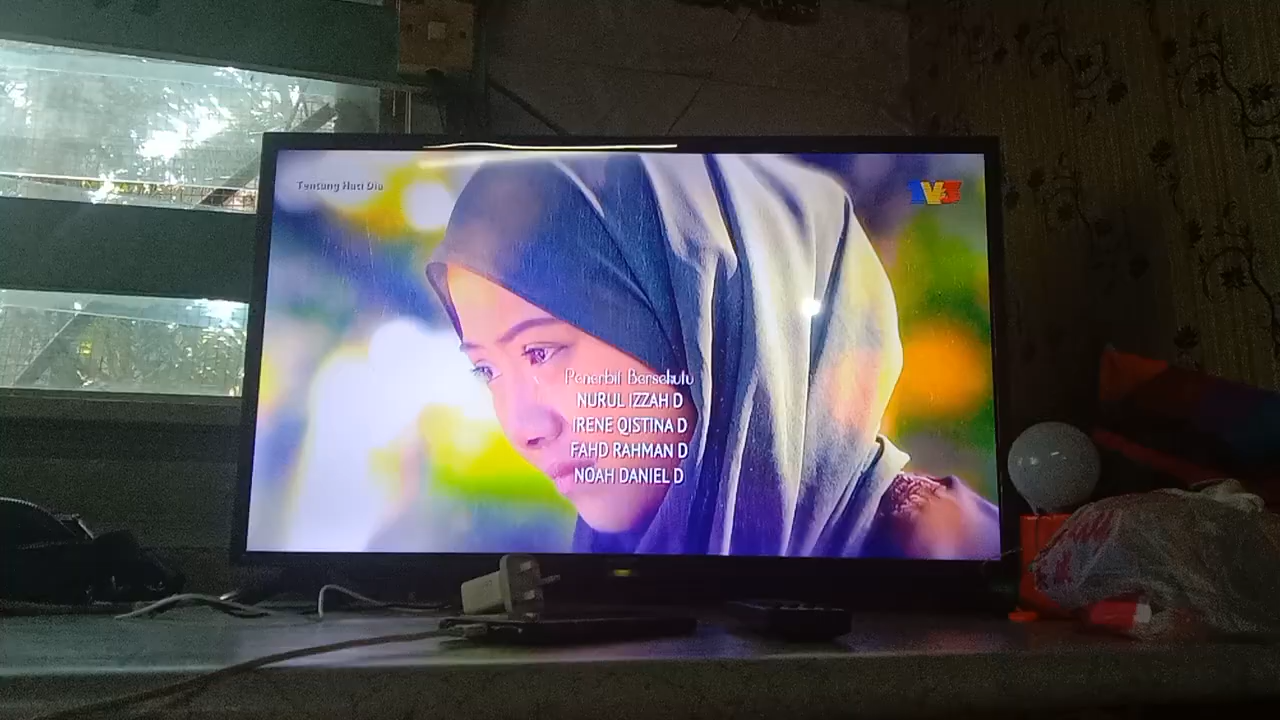 Tentang Hati Dia
TV3
Penerbit Bersekutu
NURUL IZZAH D
IRENE QISTINA D
FAHD RAHMAN D
NOAH DANIEL D